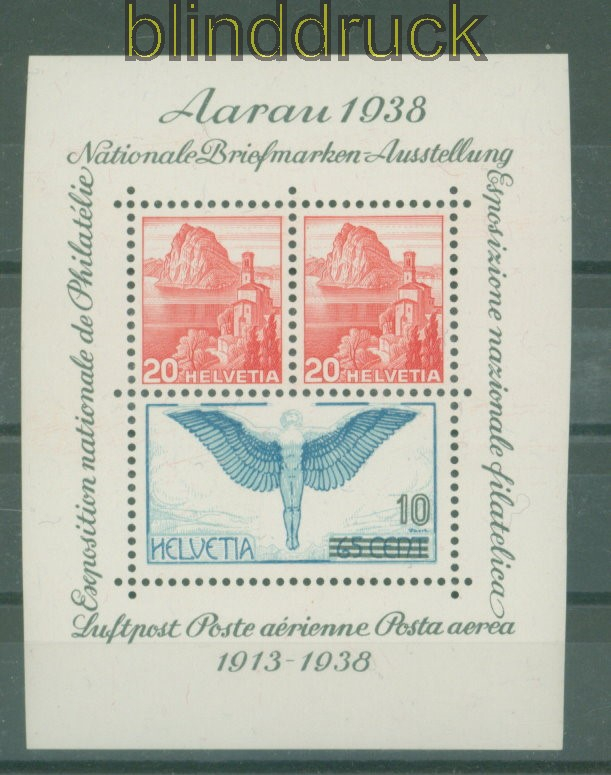 blinddruck
Aarau 1938
Nationale Briefmarken-Ausstellung
Exposition nationale de Philatélie
Esposizione nazionale filatelica
20 HELVETIA
20 HELVETIA
10
HELVETIA
65 CENT.
Luftpost Poste aérienne Posta aerea
1913-1938